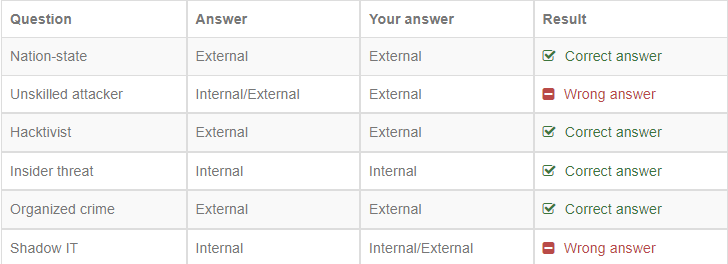 Question Answer Your answer Result
Nation-state External External Correct answer
Unskilled attacker Internal/External External Wrong answer
Hacktivist External External Correct answer
Insider threat Internal Internal Correct answer
Organized crime External External Correct answer
Shadow IT Internal Internal/External Wrong answer